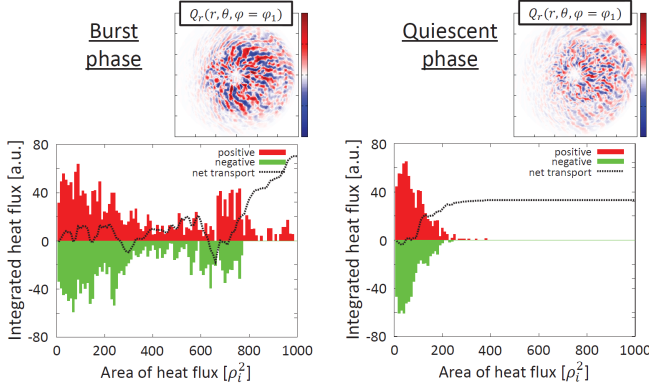 Burst
phase
Q_r(r, θ, φ = φ_1)
Integrated heat flux [a.u.]
80
40
0
-40
-80
positive
negative
net transport
0 200 400 600 800 1000
Area of heat flux [ρ_i^2]
Quiescent
phase
Q_r(r, θ, φ = φ_1)
Integrated heat flux [a.u.]
80
40
0
-40
-80
positive
negative
net transport
0 200 400 600 800 1000
Area of heat flux [ρ_i^2]